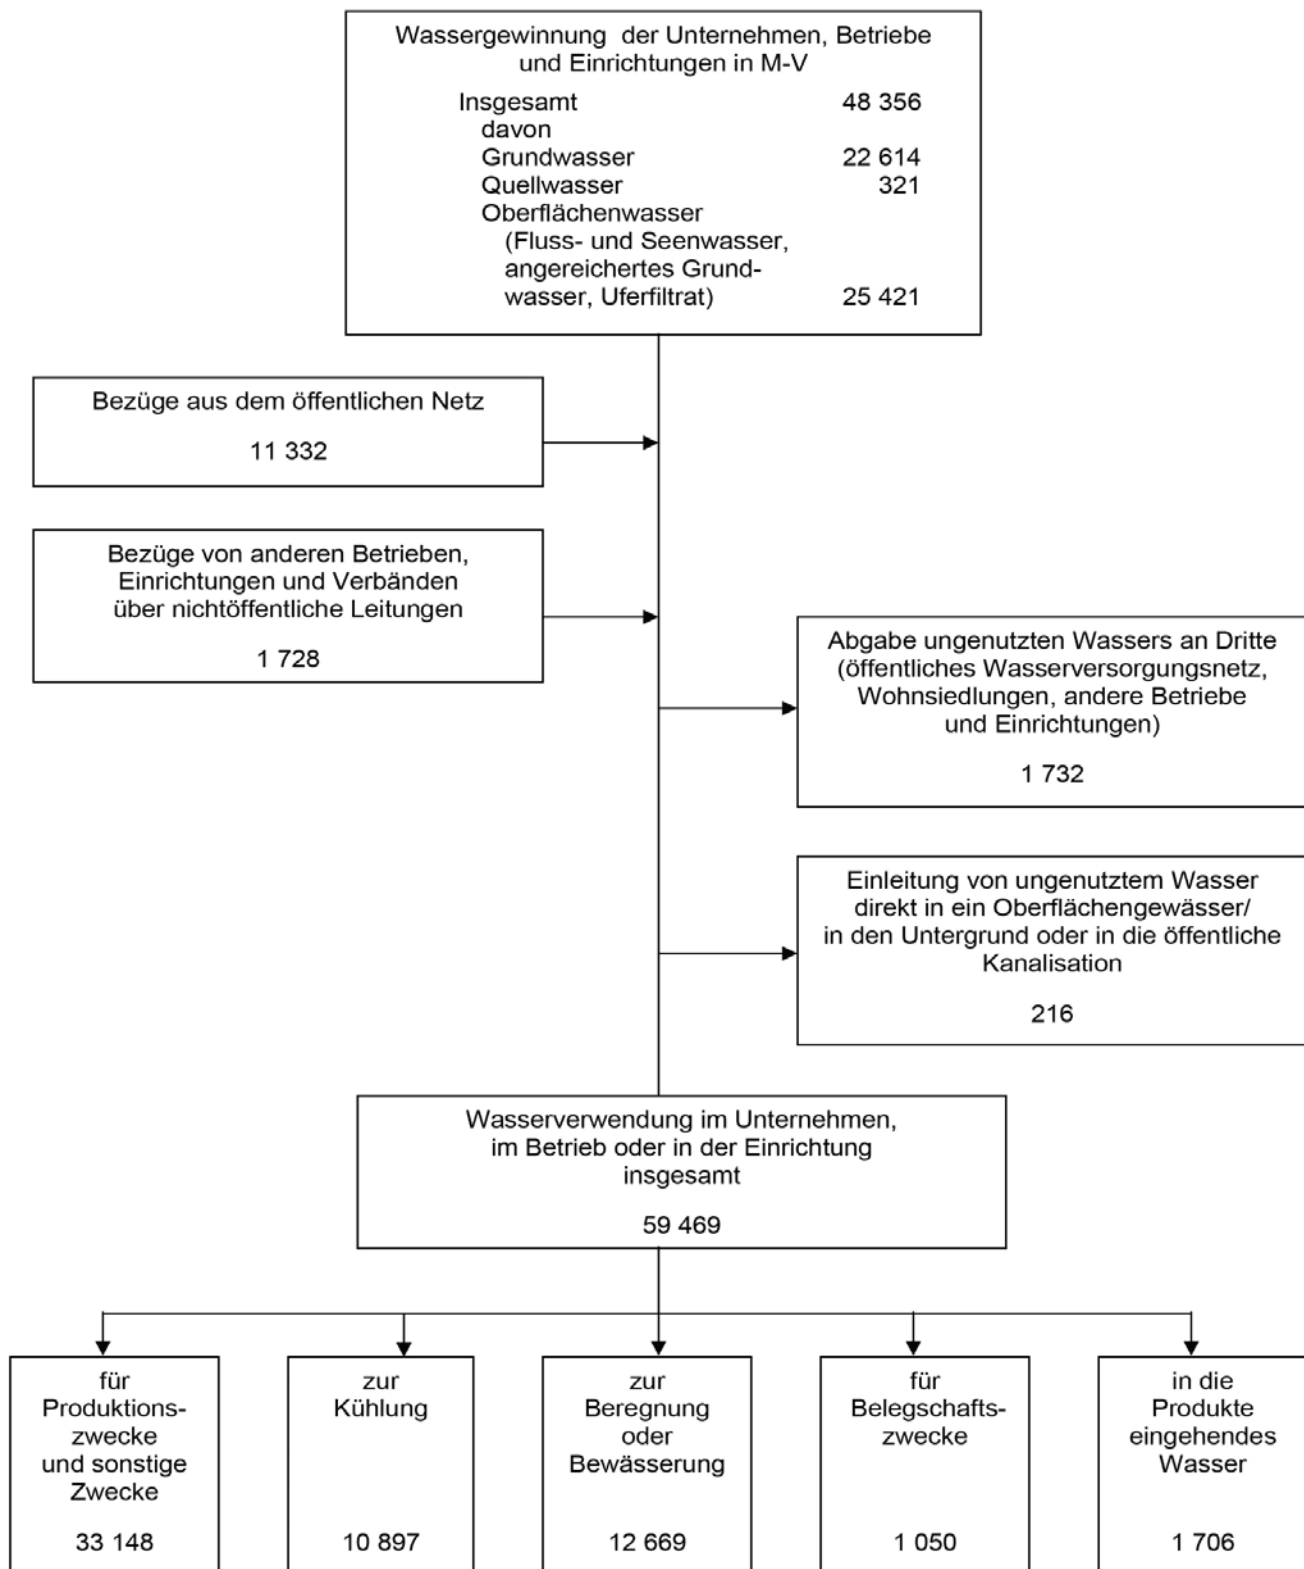 Wassergewinnung der Unternehmen, Betriebe
und Einrichtungen in M-V
Insgesamt 48 356
davon
Grundwasser 22 614
Quellwasser 321
Oberflächenwasser
(Fluss- und Seenwasser,
angereichertes Grund-
wasser, Uferfiltrat) 25 421
Bezüge aus dem öffentlichen Netz
11 332
Bezüge von anderen Betrieben,
Einrichtungen und Verbänden
über nichtöffentliche Leitungen
1 728
Abgabe ungenutzten Wassers an Dritte
(öffentliches Wasserversorgungsnetz,
Wohnsiedlungen, andere Betriebe
und Einrichtungen)
1 732
Einleitung von ungenutztem Wasser
direkt in ein Oberflächengewässer/
in den Untergrund oder in die öffentliche
Kanalisation
216
Wasserverwendung im Unternehmen,
im Betrieb oder in der Einrichtung
insgesamt
59 469
für
Produktions-
zwecke
und sonstige
Zwecke
33 148
zur
Kühlung
10 897
zur
Beregnung
oder
Bewässerung
12 669
für
Belegschafts-
zwecke
1 050
in die
Produkte
eingehendes
Wasser
1 706